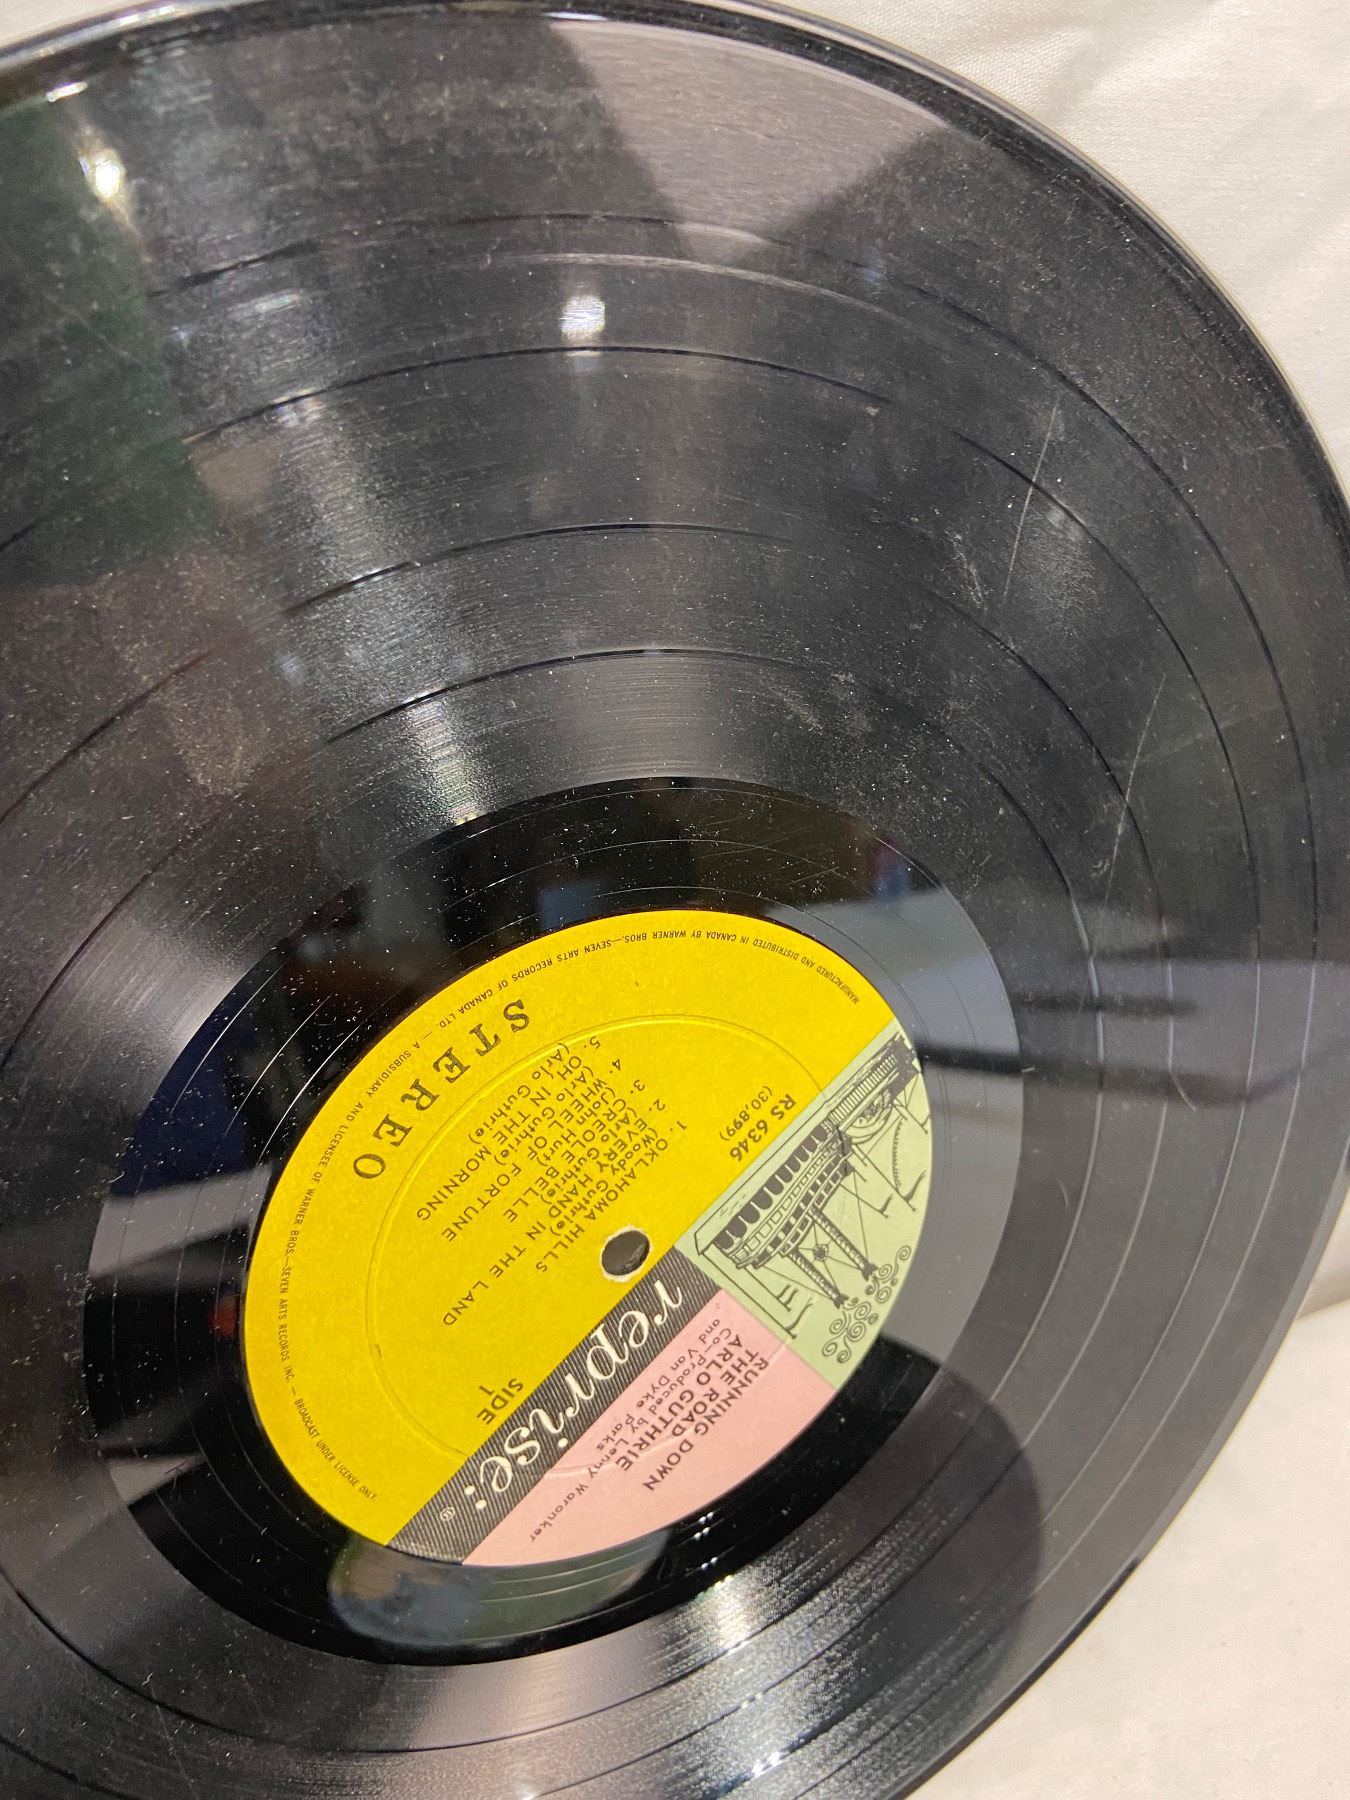 RUNNING DOWN
THE ROAD
ARLO GUTHRIE
Co-Produced by Lenny Waronker
and Van Dyke Parks
reprise:
®
SIDE
1
RS 6346
(30,899)
1. OKLAHOMA HILLS
(Woody Guthrie)
2. EVERY HAND IN THE LAND
(Arlo Guthrie)
3. CREOLE BELLE
(John Hurt)
4. WHEEL OF FORTUNE
(Arlo Guthrie)
5. OH, IN THE MORNING
(Arlo Guthrie)
STEREO
MANUFACTURED AND DISTRIBUTED IN CANADA BY WARNER BROS.—SEVEN ARTS RECORDS OF CANADA LTD. — A SUBSIDIARY AND LICENSEE OF WARNER BROS.—SEVEN ARTS RECORDS INC. — BROADCAST UNDER LICENSE ONLY.